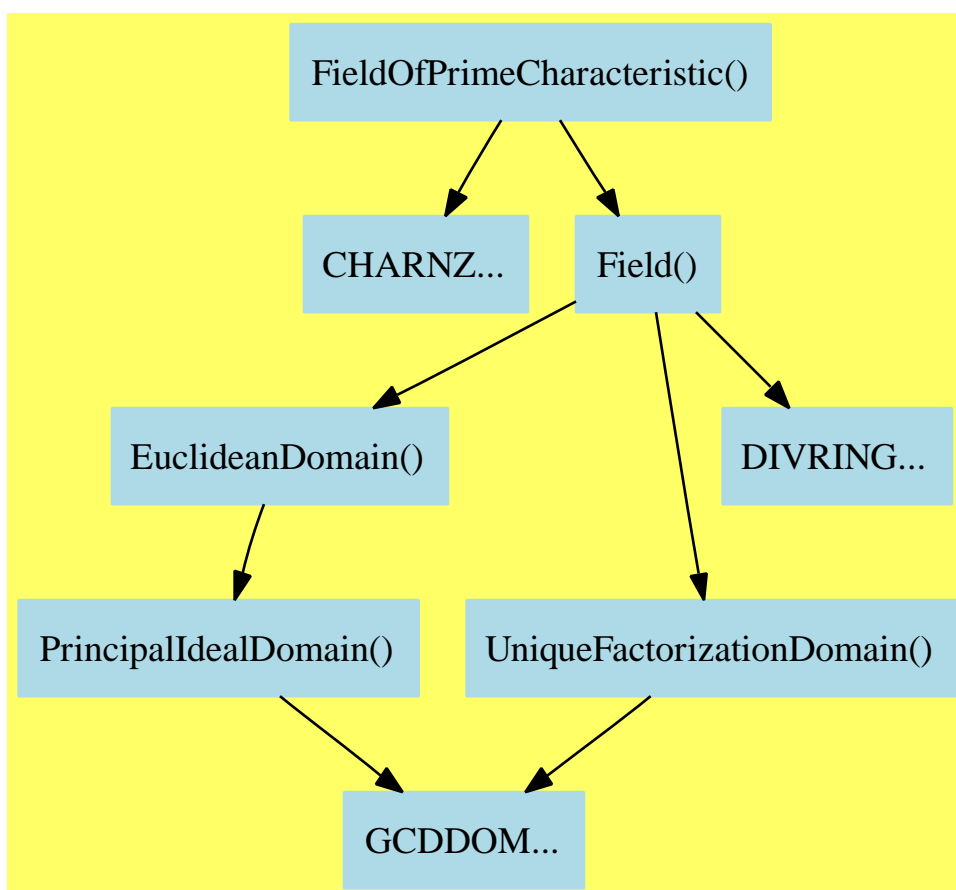 FieldOfPrimeCharacteristic()
CHARNZ...
Field()
EuclideanDomain()
DIVRING...
PrincipalIdealDomain()
UniqueFactorizationDomain()
GCDDOM...